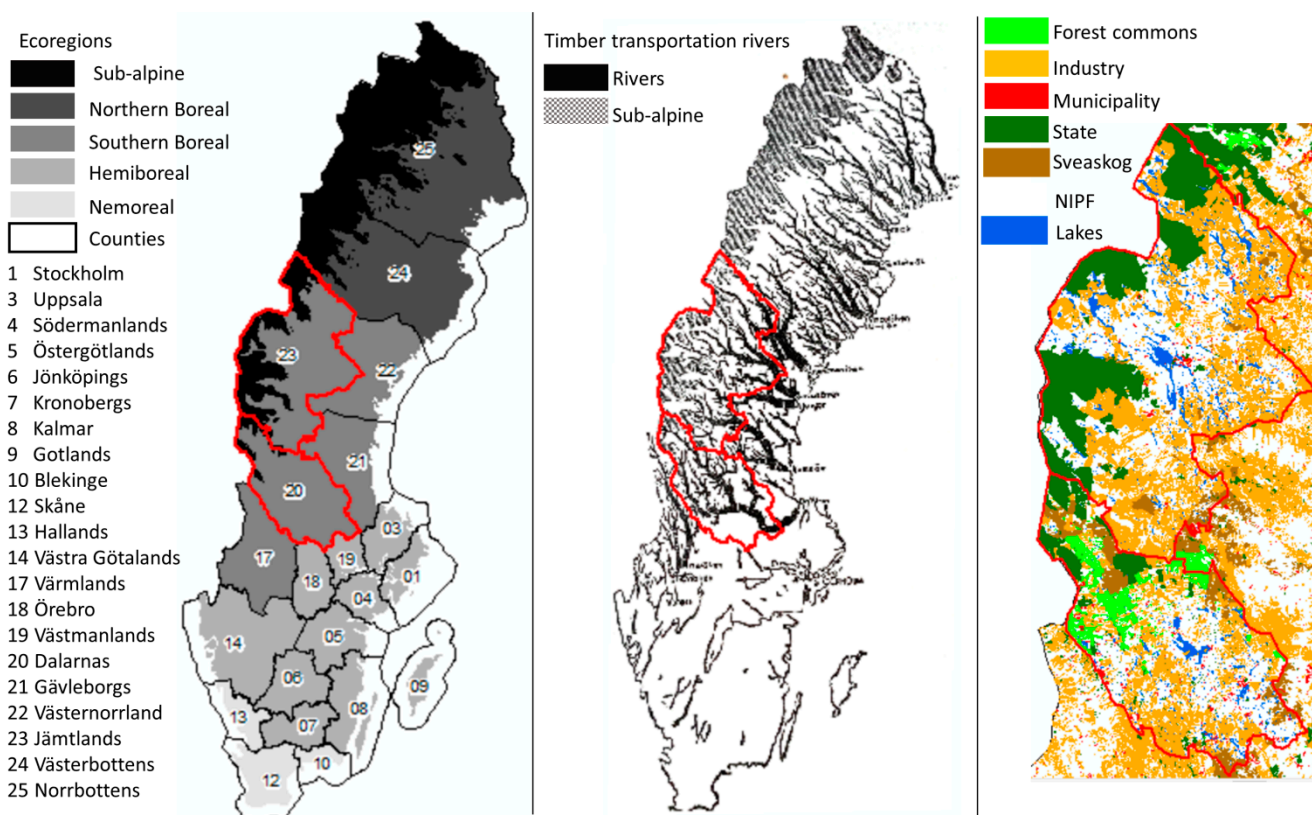 Ecoregions
Sub-alpine
Northern Boreal
Southern Boreal
Hemiboreal
Nemoreal
Counties
1 Stockholm
3 Uppsala
4 Södermanlands
5 Östergötlands
6 Jönköpings
7 Kronobergs
8 Kalmar
9 Gotlands
10 Blekinge
12 Skåne
13 Hallands
14 Västra Götalands
17 Värmlands
18 Örebro
19 Västmanlands
20 Dalarnas
21 Gävleborgs
22 Västernorrland
23 Jämtlands
24 Västerbottens
25 Norrbottens
25
24
23
22
21
20
03
17
19
18
01
04
14
05
06
09
08
13
07
10
12
Timber transportation rivers
Rivers
Sub-alpine
Forest commons
Industry
Municipality
State
Sveaskog
NIPF
Lakes